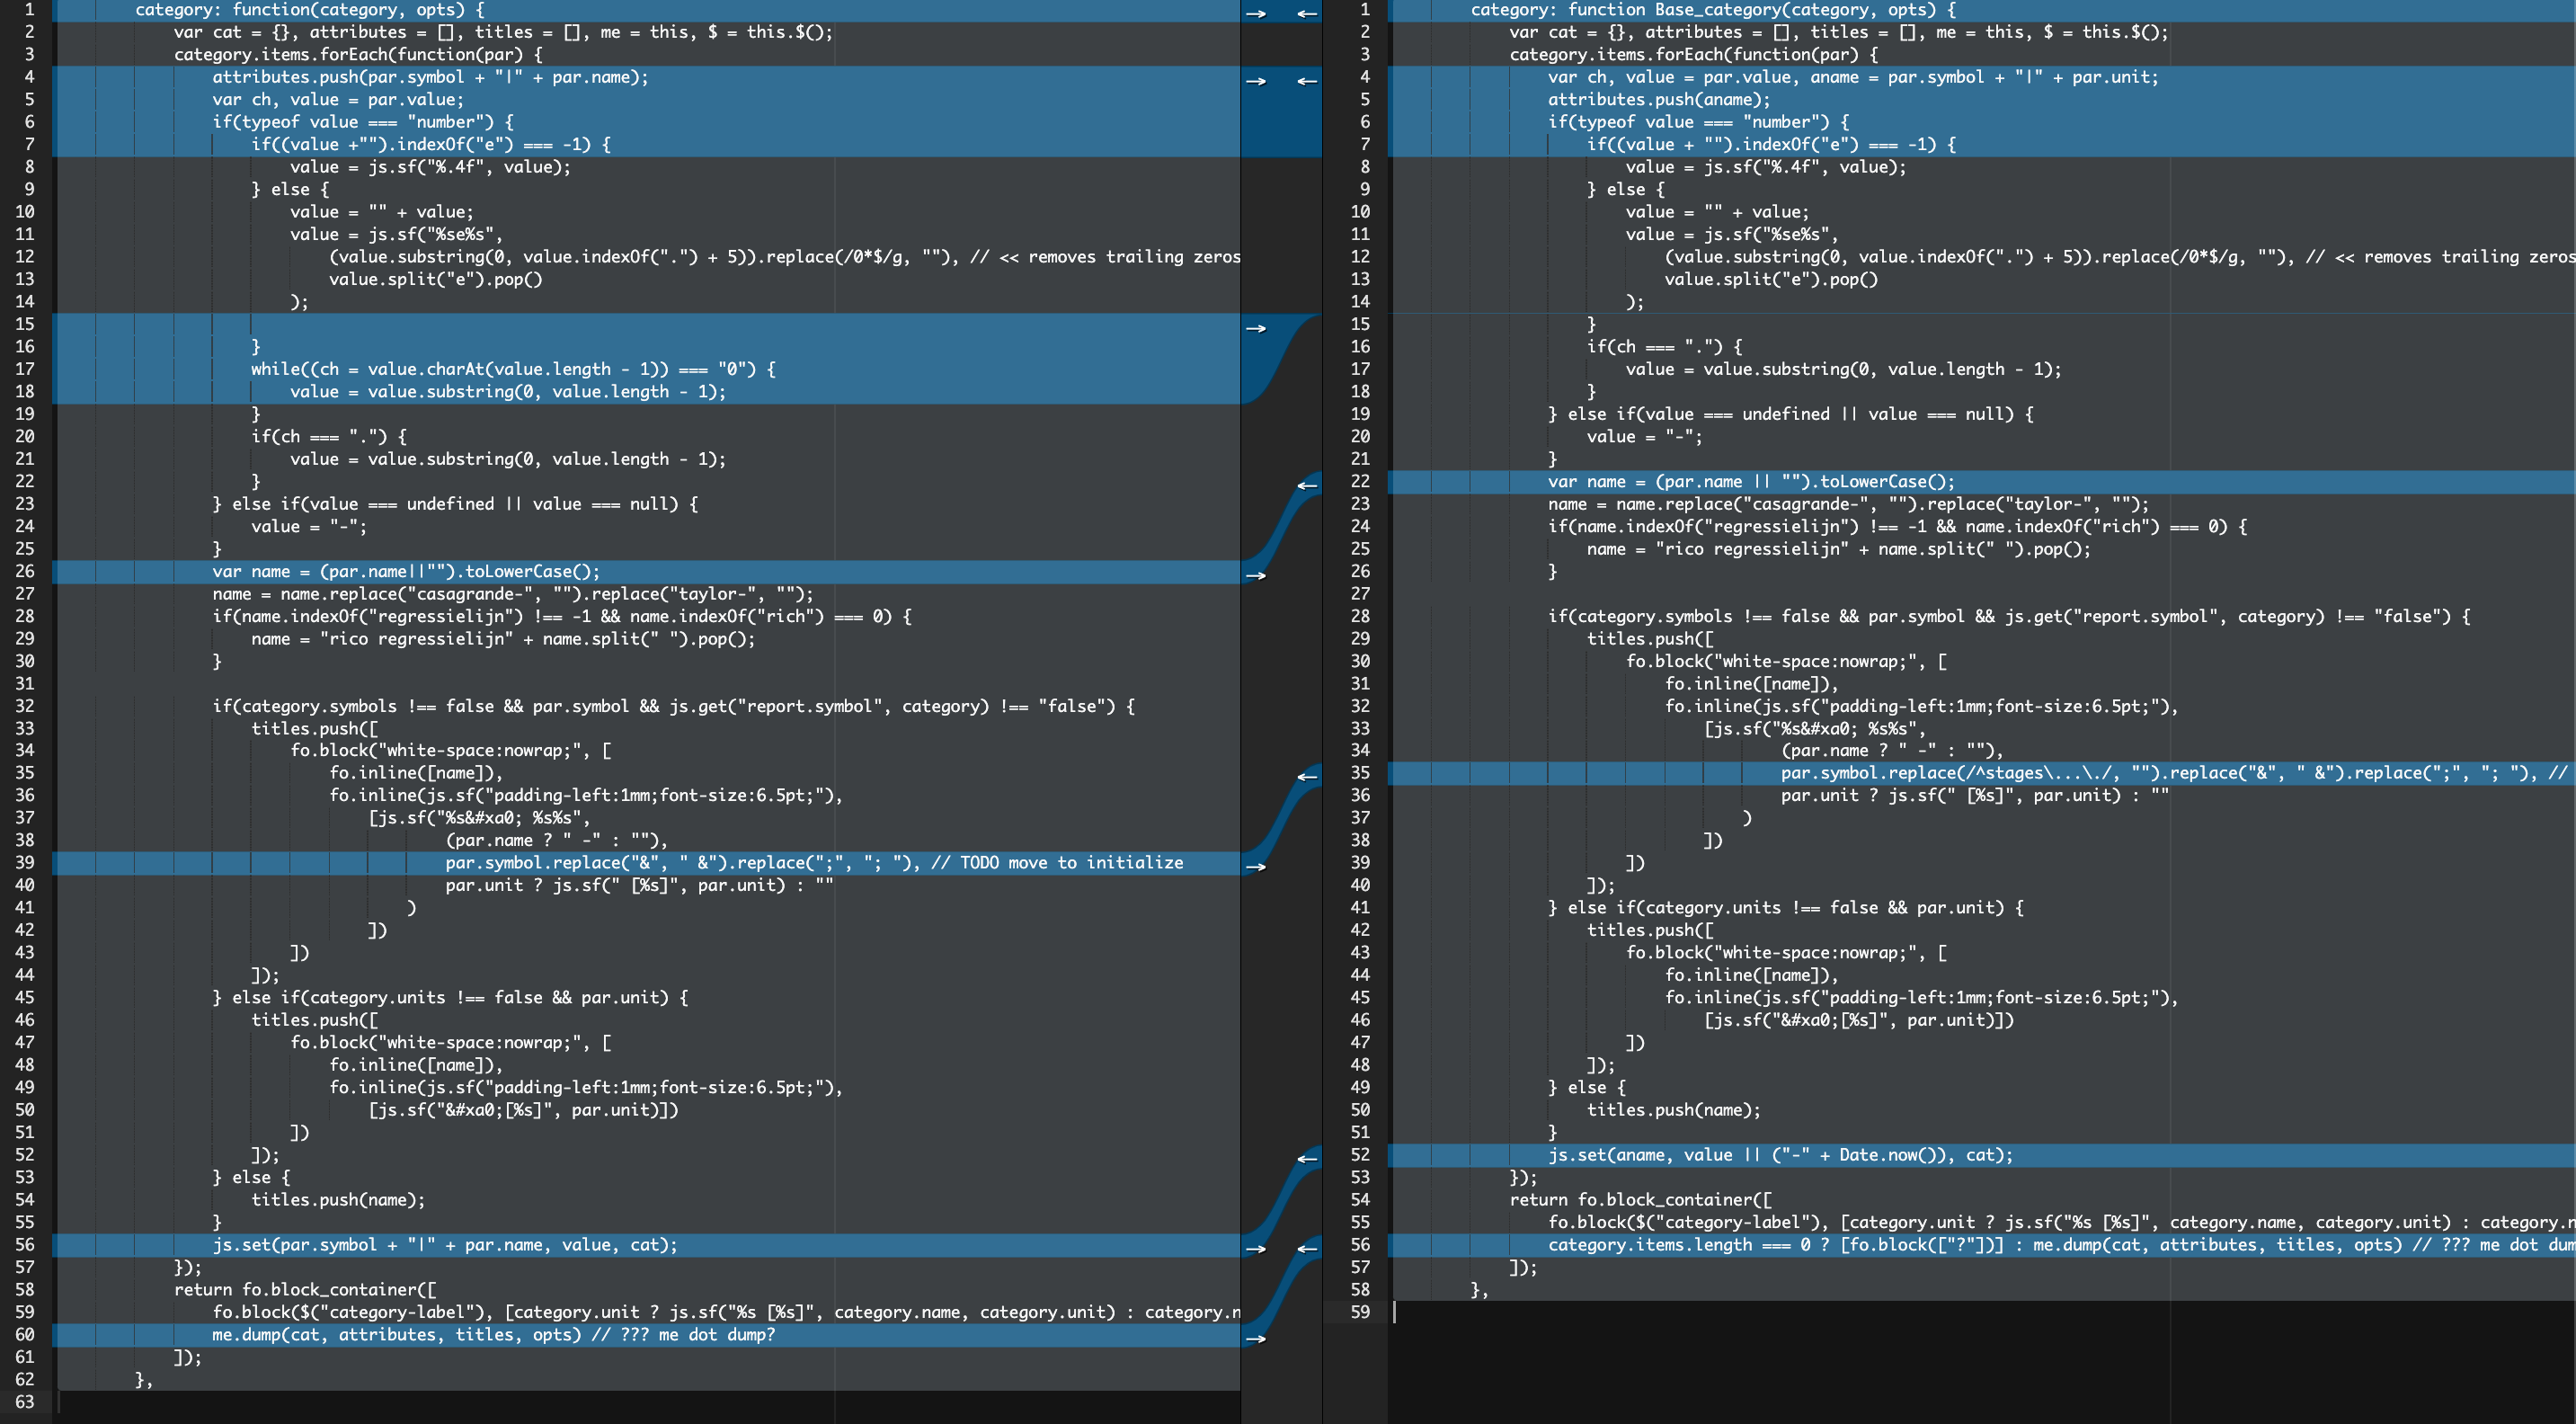 1 category: function(category, opts) {
2 var cat = {}, attributes = [], titles = [], me = this, $ = this.$();
3 category.items.forEach(function(par) {
4 attributes.push(par.symbol + "|" + par.name);
5 var ch, value = par.value;
6 if(typeof value === "number") {
7 if((value +"").indexOf("e") === -1) {
8 value = js.sf("%.4f", value);
9 } else {
10 value = "" + value;
11 value = js.sf("%se%s",
12 (value.substring(0, value.indexOf(".") + 5)).replace(/0*$/g, ""), // << removes trailing zeros
13 value.split("e").pop()
14 );
15
16 }
17 while((ch = value.charAt(value.length - 1)) === "0") {
18 value = value.substring(0, value.length - 1);
19 }
20 if(ch === ".") {
21 value = value.substring(0, value.length - 1);
22 }
23 } else if(value === undefined || value === null) {
24 value = "-";
25 }
26 var name = (par.name||"").toLowerCase();
27 name = name.replace("casagrande-", "").replace("taylor-", "");
28 if(name.indexOf("regressielijn") !== -1 && name.indexOf("rich") === 0) {
29 name = "rico regressielijn" + name.split(" ").pop();
30 }
31
32 if(category.symbols !== false && par.symbol && js.get("report.symbol", category) !== "false") {
33 titles.push([
34 fo.block("white-space:nowrap;", [
35 fo.inline([name]),
36 fo.inline(js.sf("padding-left:1mm;font-size:6.5pt;"),
37 [js.sf("%s&#xa0; %s%s",
38 (par.name ? " -" : ""),
39 par.symbol.replace("&", " &").replace(";", "; "), // TODO move to initialize
40 par.unit ? js.sf(" [%s]", par.unit) : ""
41 )
42 ])
43 ])
44 ]);
45 } else if(category.units !== false && par.unit) {
46 titles.push([
47 fo.block("white-space:nowrap;", [
48 fo.inline([name]),
49 fo.inline(js.sf("padding-left:1mm;font-size:6.5pt;"),
50 [js.sf("&#xa0;[%s]", par.unit)])
51 ])
52 ]);
53 } else {
54 titles.push(name);
55 }
56 js.set(par.symbol + "|" + par.name, value, cat);
57 });
58 return fo.block_container([
59 fo.block($("category-label"), [category.unit ? js.sf("%s [%s]", category.name, category.unit) : category.n
60 me.dump(cat, attributes, titles, opts) // ??? me dot dump?
61 ]);
62 },
63
1 category: function Base_category(category, opts) {
2 var cat = {}, attributes = [], titles = [], me = this, $ = this.$();
3 category.items.forEach(function(par) {
4 var ch, value = par.value, aname = par.symbol + "|" + par.unit;
5 attributes.push(aname);
6 if(typeof value === "number") {
7 if((value + "").indexOf("e") === -1) {
8 value = js.sf("%.4f", value);
9 } else {
10 value = "" + value;
11 value = js.sf("%se%s",
12 (value.substring(0, value.indexOf(".") + 5)).replace(/0*$/g, ""), // << removes trailing zeros
13 value.split("e").pop()
14 );
15 }
16 if(ch === ".") {
17 value = value.substring(0, value.length - 1);
18 }
19 } else if(value === undefined || value === null) {
20 value = "-";
21 }
22 var name = (par.name || "").toLowerCase();
23 name = name.replace("casagrande-", "").replace("taylor-", "");
24 if(name.indexOf("regressielijn") !== -1 && name.indexOf("rich") === 0) {
25 name = "rico regressielijn" + name.split(" ").pop();
26 }
27
28 if(category.symbols !== false && par.symbol && js.get("report.symbol", category) !== "false") {
29 titles.push([
30 fo.block("white-space:nowrap;", [
31 fo.inline([name]),
32 fo.inline(js.sf("padding-left:1mm;font-size:6.5pt;"),
33 [js.sf("%s&#xa0; %s%s",
34 (par.name ? " -" : ""),
35 par.symbol.replace(/^stages\...\./, "").replace("&", " &").replace(";", "; "), //
36 par.unit ? js.sf(" [%s]", par.unit) : ""
37 )
38 ])
39 ])
40 ]);
41 } else if(category.units !== false && par.unit) {
42 titles.push([
43 fo.block("white-space:nowrap;", [
44 fo.inline([name]),
45 fo.inline(js.sf("padding-left:1mm;font-size:6.5pt;"),
46 [js.sf("&#xa0;[%s]", par.unit)])
47 ])
48 ]);
49 } else {
50 titles.push(name);
51 }
52 js.set(aname, value || ("-" + Date.now()), cat);
53 });
54 return fo.block_container([
55 fo.block($("category-label"), [category.unit ? js.sf("%s [%s]", category.name, category.unit) : category.n
56 category.items.length === 0 ? [fo.block(["?"])] : me.dump(cat, attributes, titles, opts) // ??? me dot dum
57 ]);
58 },
59